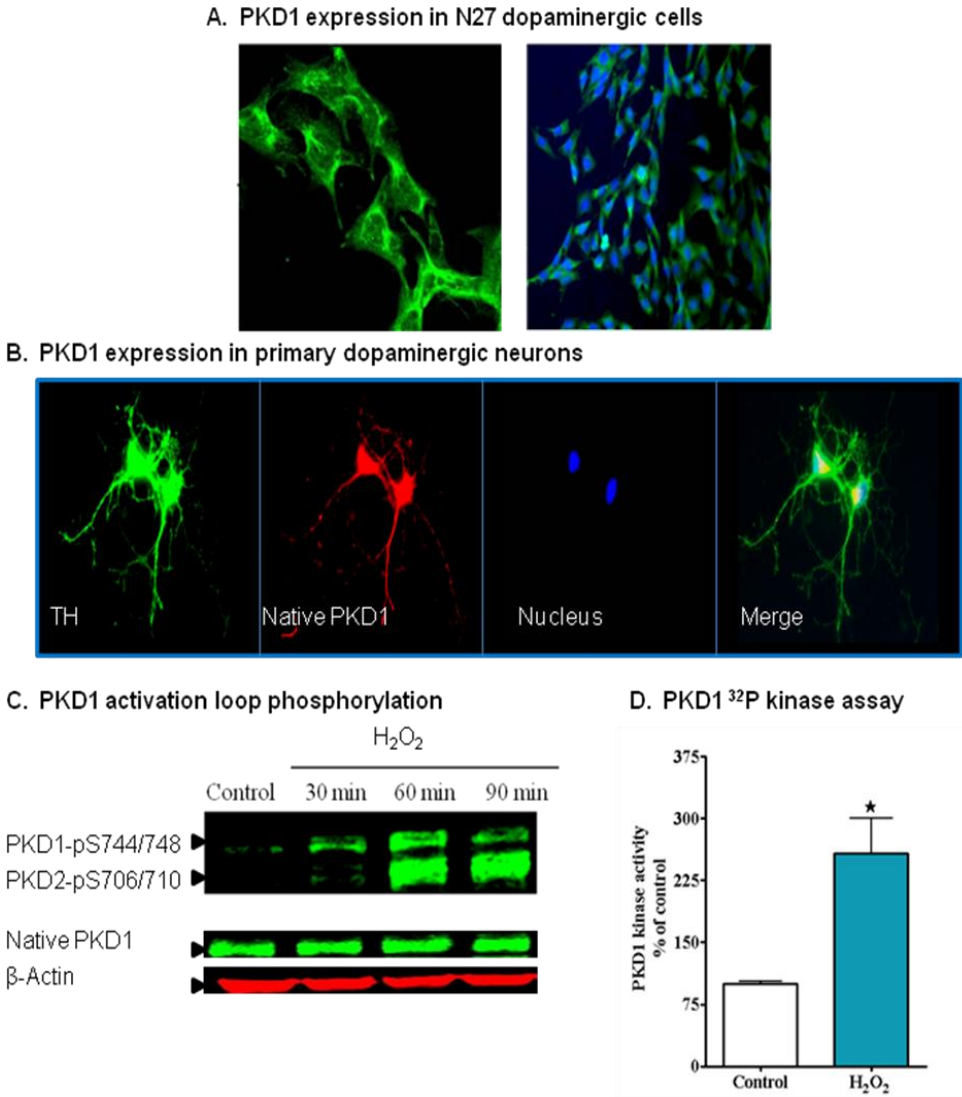 A. PKD1 expression in N27 dopaminergic cells
B. PKD1 expression in primary dopaminergic neurons
TH
Native PKD1
Nucleus
Merge
C. PKD1 activation loop phosphorylation
H₂O₂
Control 30 min 60 min 90 min
PKD1-pS744/748
PKD2-pS706/710
Native PKD1
β-Actin
D. PKD1 ³²P kinase assay
PKD1 kinase activity
% of control
375
300
225
150
75
0
★
Control H₂O₂